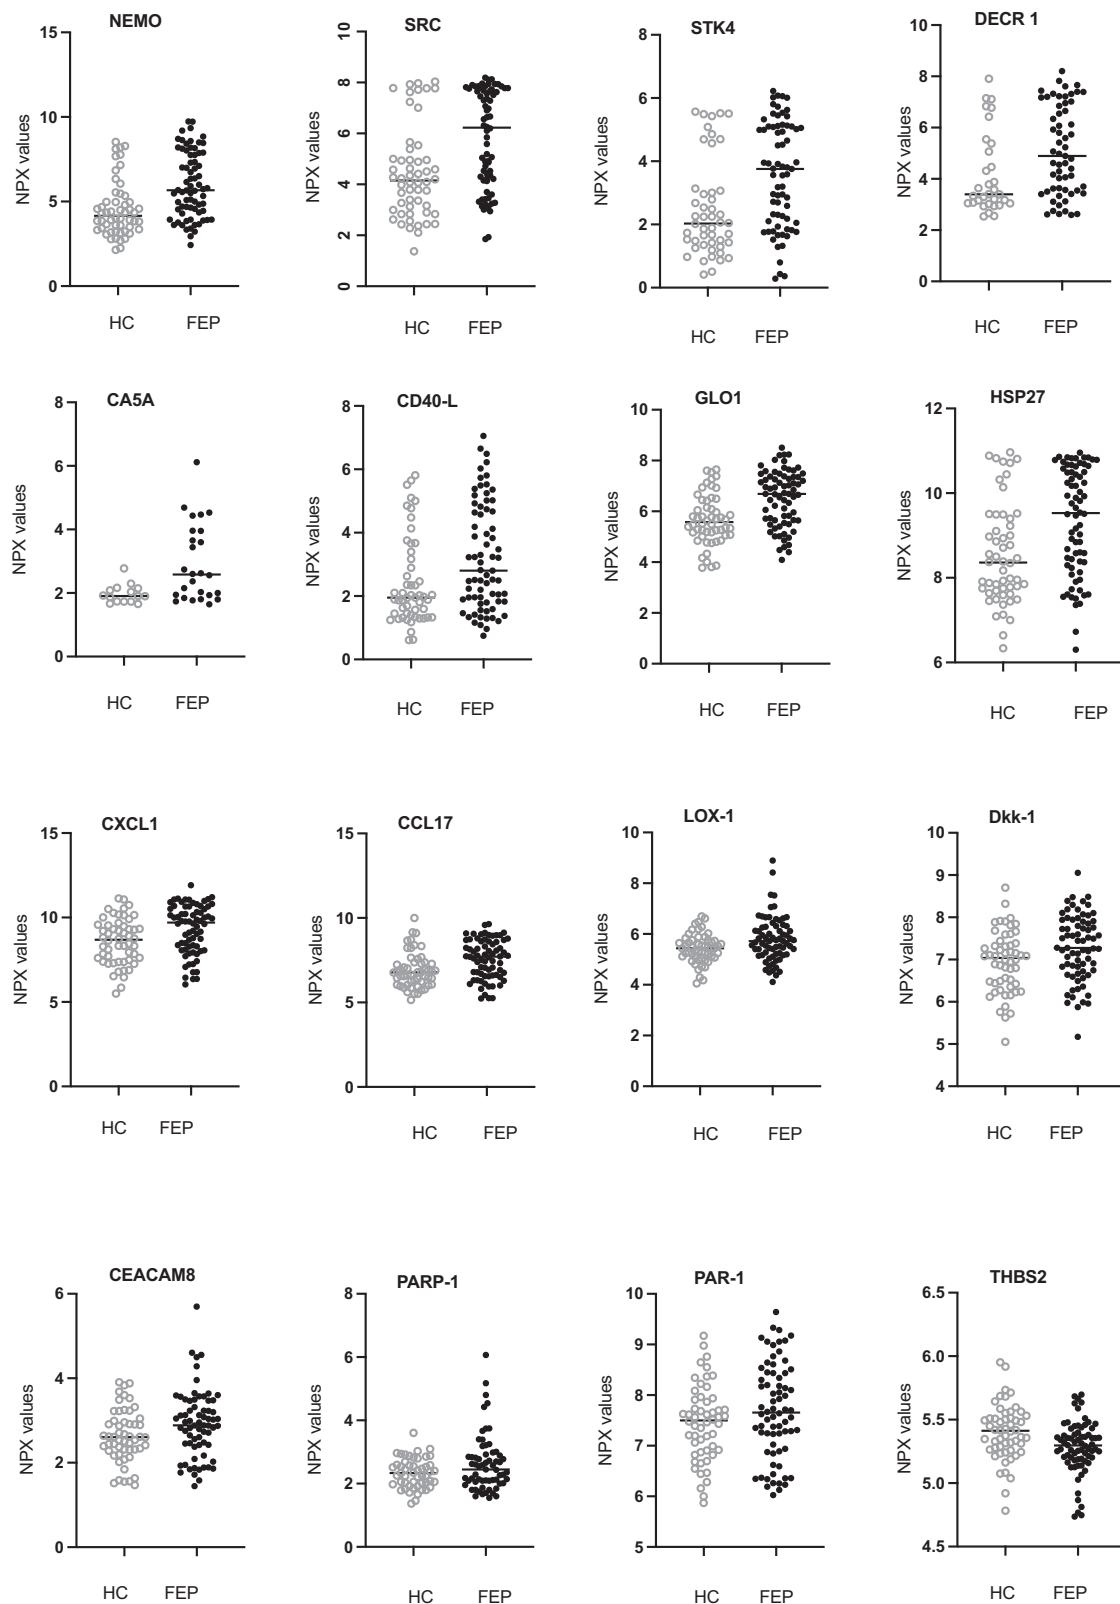 NEMO
NPX values
15
10
5
0
HC FEP
SRC
NPX values
10
8
6
4
2
0
HC FEP
STK4
NPX values
8
6
4
2
0
HC FEP
DECR 1
NPX values
10
8
6
4
2
0
HC FEP
CA5A
NPX values
8
6
4
2
0
HC FEP
CD40-L
NPX values
8
6
4
2
0
HC FEP
GLO1
NPX values
10
8
6
4
2
0
HC FEP
HSP27
NPX values
12
10
8
6
HC FEP
CXCL1
NPX values
15
10
5
0
HC FEP
CCL17
NPX values
15
10
5
0
HC FEP
LOX-1
NPX values
10
8
6
4
2
0
HC FEP
Dkk-1
NPX values
10
9
8
7
6
5
4
HC FEP
CEACAM8
NPX values
6
4
2
0
HC FEP
PARP-1
NPX values
8
6
4
2
0
HC FEP
PAR-1
NPX values
10
9
8
7
6
5
HC FEP
THBS2
NPX values
6.5
6.0
5.5
5.0
4.5
HC FEP